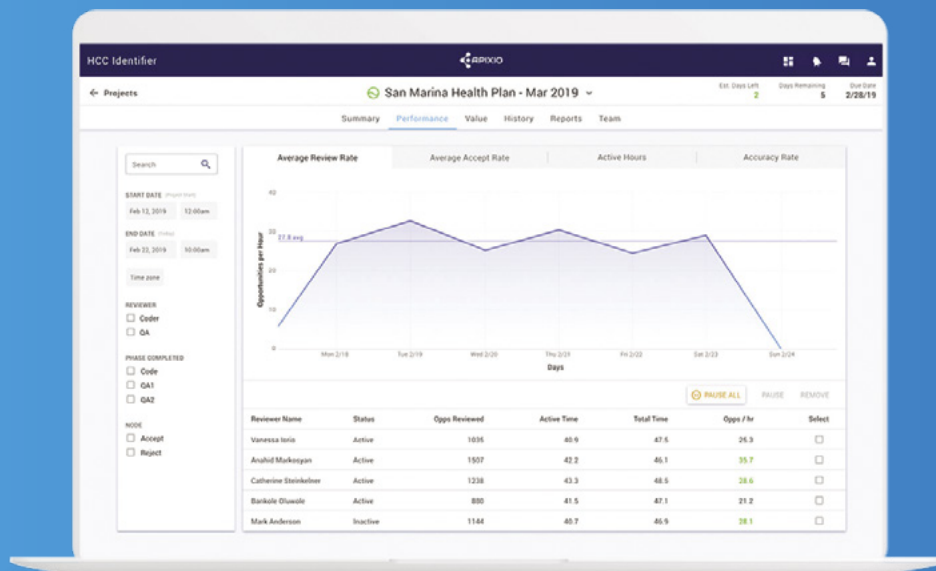 HCC Identifier
APIXIO
Projects
San Marina Health Plan - Mar 2019
Est. Days Left
2
Days Remaining
5
Due Date
2/28/19
Summary Performance Value History Reports Team
Search
START DATE (Project Start)
Feb 12, 2019 12:00am
END DATE (Today)
Feb 22, 2019 10:00am
Time zone
REVIEWER
Coder
QA
PHASE COMPLETED
Code
QA1
QA2
NODE
Accept
Reject
Average Review Rate Average Accept Rate Active Hours Accuracy Rate
Opportunities per Hour
40
30
27.8 avg
20
10
0
Mon 2/18 Tue 2/19 Wed 2/20 Thu 2/21 Fri 2/22 Sat 2/23 Sun 2/24
Days
PAUSE ALL PAUSE REMOVE
Reviewer Name Status Opps Reviewed Active Time Total Time Opps / hr Select
Vanessa Iorio Active 1035 40.9 47.5 25.3
Anahid Markosyan Active 1507 42.2 46.1 35.7
Catherine Steinkelner Active 1238 43.3 48.5 28.6
Bankole Oluwole Active 880 41.5 47.1 21.2
Mark Anderson Inactive 1144 40.7 46.9 28.1